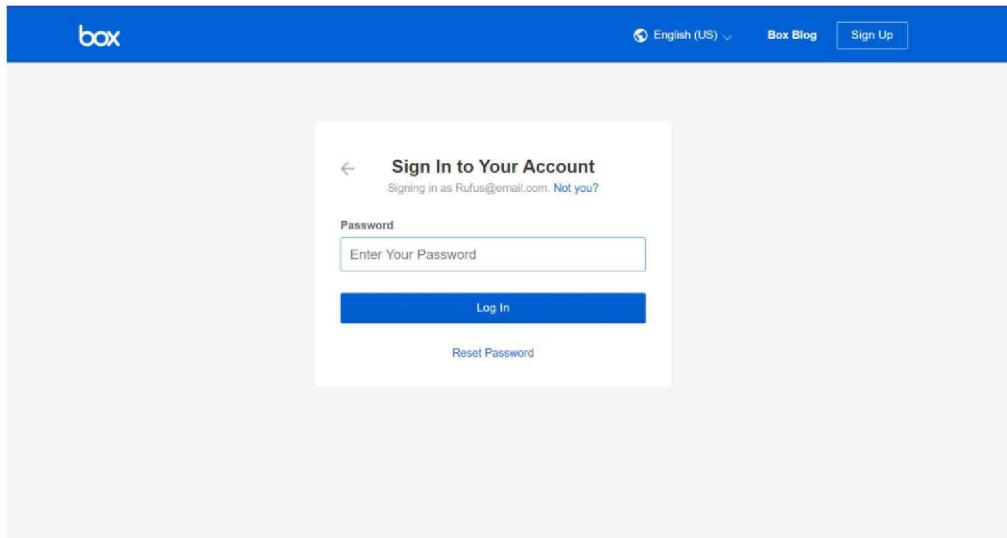 box
English (US)
Box Blog
Sign Up
Sign In to Your Account
Signing in as Rufus@email.com. Not you?
Password
Enter Your Password
Log In
Reset Password